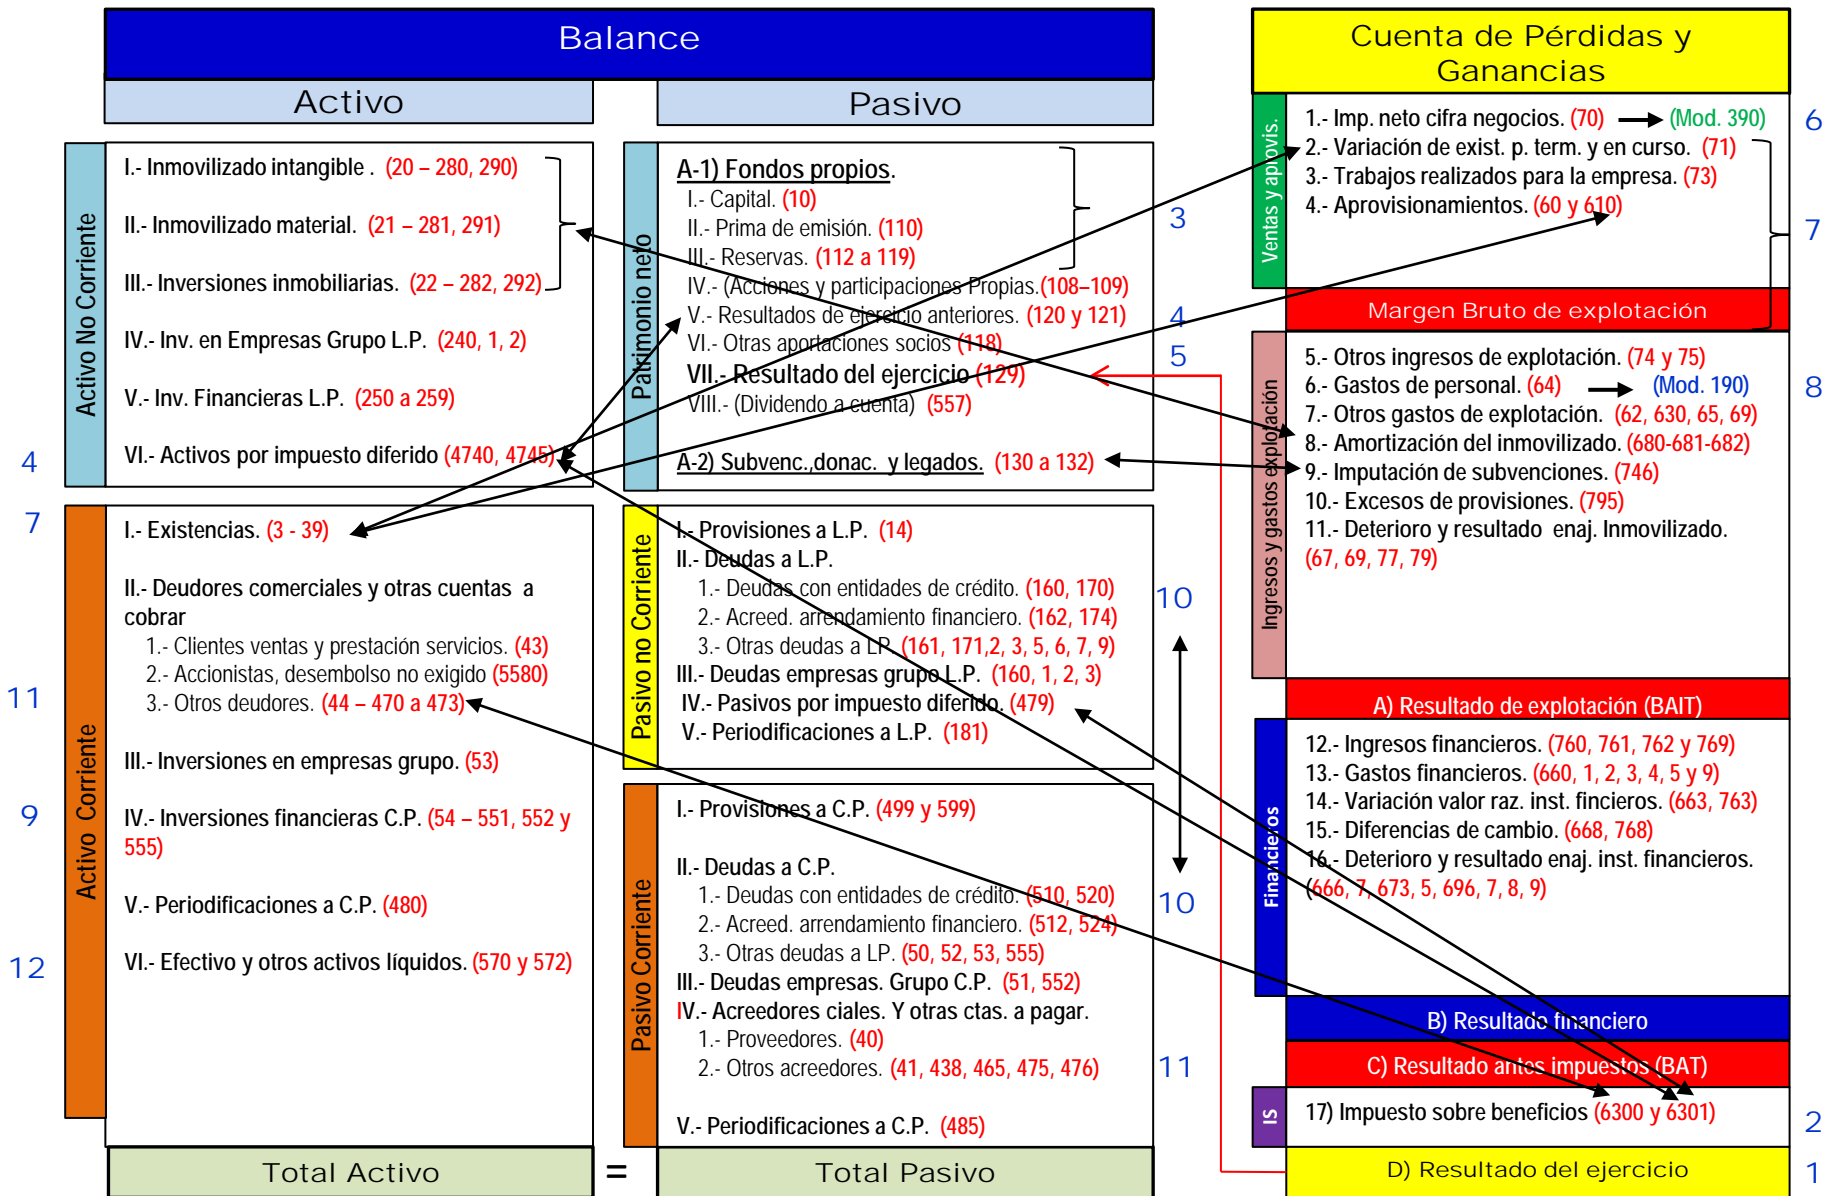 Balance
Activo
Pasivo
Activo No Corriente
I.- Inmovilizado intangible . (20 – 280, 290)
II.- Inmovilizado material. (21 – 281, 291)
III.- Inversiones inmobiliarias. (22 – 282, 292)
IV.- Inv. en Empresas Grupo L.P. (240, 1, 2)
V.- Inv. Financieras L.P. (250 a 259)
VI.- Activos por impuesto diferido (4740, 4745)
4
Activo Corriente
7
I.- Existencias. (3 - 39)
II.- Deudores comerciales y otras cuentas a
cobrar
1.- Clientes ventas y prestación servicios. (43)
2.- Accionistas, desembolso no exigido (5580)
11
3.- Otros deudores. (44 – 470 a 473)
III.- Inversiones en empresas grupo. (53)
9
IV.- Inversiones financieras C.P. (54 – 551, 552 y
555)
V.- Periodificaciones a C.P. (480)
12
VI.- Efectivo y otros activos líquidos. (570 y 572)
Total Activo
=
Patrimonio neto
A-1) Fondos propios.
I.- Capital. (10)
II.- Prima de emisión. (110)
3
III.- Reservas. (112 a 119)
IV.- (Acciones y participaciones Propias.(108–109)
V.- Resultados de ejercicio anteriores. (120 y 121)
4
VI.- Otras aportaciones socios (118)
5
VII.- Resultado del ejercicio (129)
VIII.- (Dividendo a cuenta) (557)
A-2) Subvenc.,donac. y legados. (130 a 132)
Pasivo no Corriente
I.- Provisiones a L.P. (14)
II.- Deudas a L.P.
1.- Deudas con entidades de crédito. (160, 170)
10
2.- Acreed. arrendamiento financiero. (162, 174)
3.- Otras deudas a LP. (161, 171,2, 3, 5, 6, 7, 9)
III.- Deudas empresas grupo L.P. (160, 1, 2, 3)
IV.- Pasivos por impuesto diferido. (479)
V.- Periodificaciones a L.P. (181)
Pasivo Corriente
I.- Provisiones a C.P. (499 y 599)
II.- Deudas a C.P.
1.- Deudas con entidades de crédito. (510, 520)
10
2.- Acreed. arrendamiento financiero. (512, 524)
3.- Otras deudas a LP. (50, 52, 53, 555)
III.- Deudas empresas. Grupo C.P. (51, 552)
IV.- Acreedores ciales. Y otras ctas. a pagar.
1.- Proveedores. (40)
2.- Otros acreedores. (41, 438, 465, 475, 476)
11
V.- Periodificaciones a C.P. (485)
Total Pasivo
Cuenta de Pérdidas y
Ganancias
Ventas y aprovis.
1.- Imp. neto cifra negocios. (70) (Mod. 390)
6
2.- Variación de exist. p. term. y en curso. (71)
3.- Trabajos realizados para la empresa. (73)
4.- Aprovisionamientos. (60 y 610)
7
Margen Bruto de explotación
Ingresos y gastos explotación
5.- Otros ingresos de explotación. (74 y 75)
6.- Gastos de personal. (64) (Mod. 190)
8
7.- Otros gastos de explotación. (62, 630, 65, 69)
8.- Amortización del inmovilizado. (680-681-682)
9.- Imputación de subvenciones. (746)
10.- Excesos de provisiones. (795)
11.- Deterioro y resultado enaj. Inmovilizado.
(67, 69, 77, 79)
A) Resultado de explotación (BAIT)
Financieros
12.- Ingresos financieros. (760, 761, 762 y 769)
13.- Gastos financieros. (660, 1, 2, 3, 4, 5 y 9)
14.- Variación valor raz. inst. fincieros. (663, 763)
15.- Diferencias de cambio. (668, 768)
16.- Deterioro y resultado enaj. inst. financieros.
(666, 7, 673, 5, 696, 7, 8, 9)
B) Resultado financiero
C) Resultado antes impuestos (BAT)
IS
17) Impuesto sobre beneficios (6300 y 6301)
2
D) Resultado del ejercicio
1